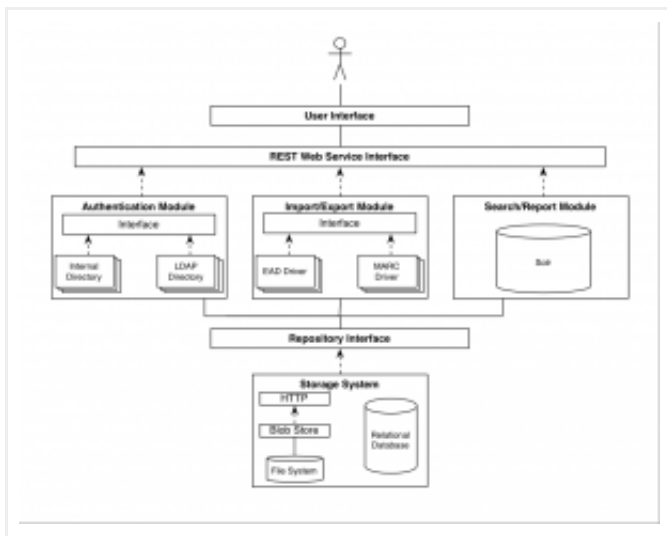 User Interface
REST Web Service Interface
Authentication Module
Interface
Internal
Directory
LDAP
Directory
Import/Export Module
Interface
EAD Driver
MARC
Driver
Search/Report Module
Solr
Repository Interface
Storage System
HTTP
Blob Store
File System
Relational
Database